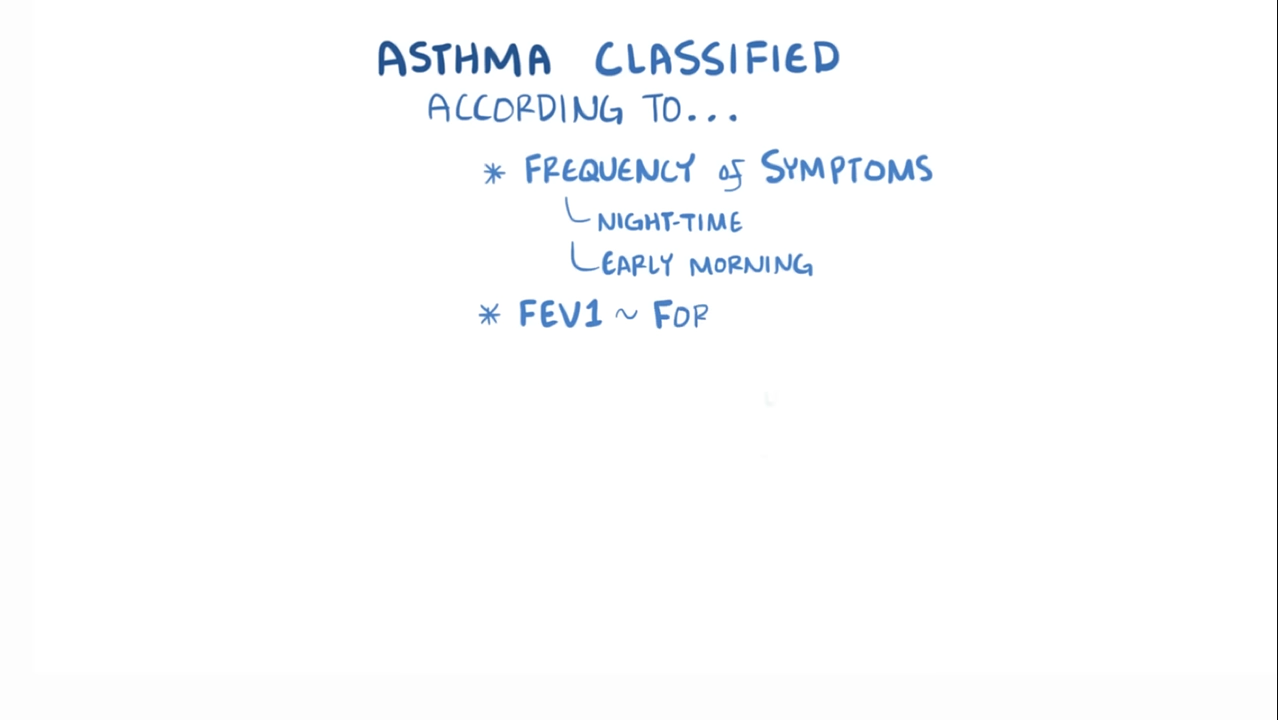 ASTHMA CLASSIFIED
ACCORDING TO...
* FREQUENCY of SYMPTOMS
NIGHT-TIME
EARLY MORNING
* FEV1 ~ FOR